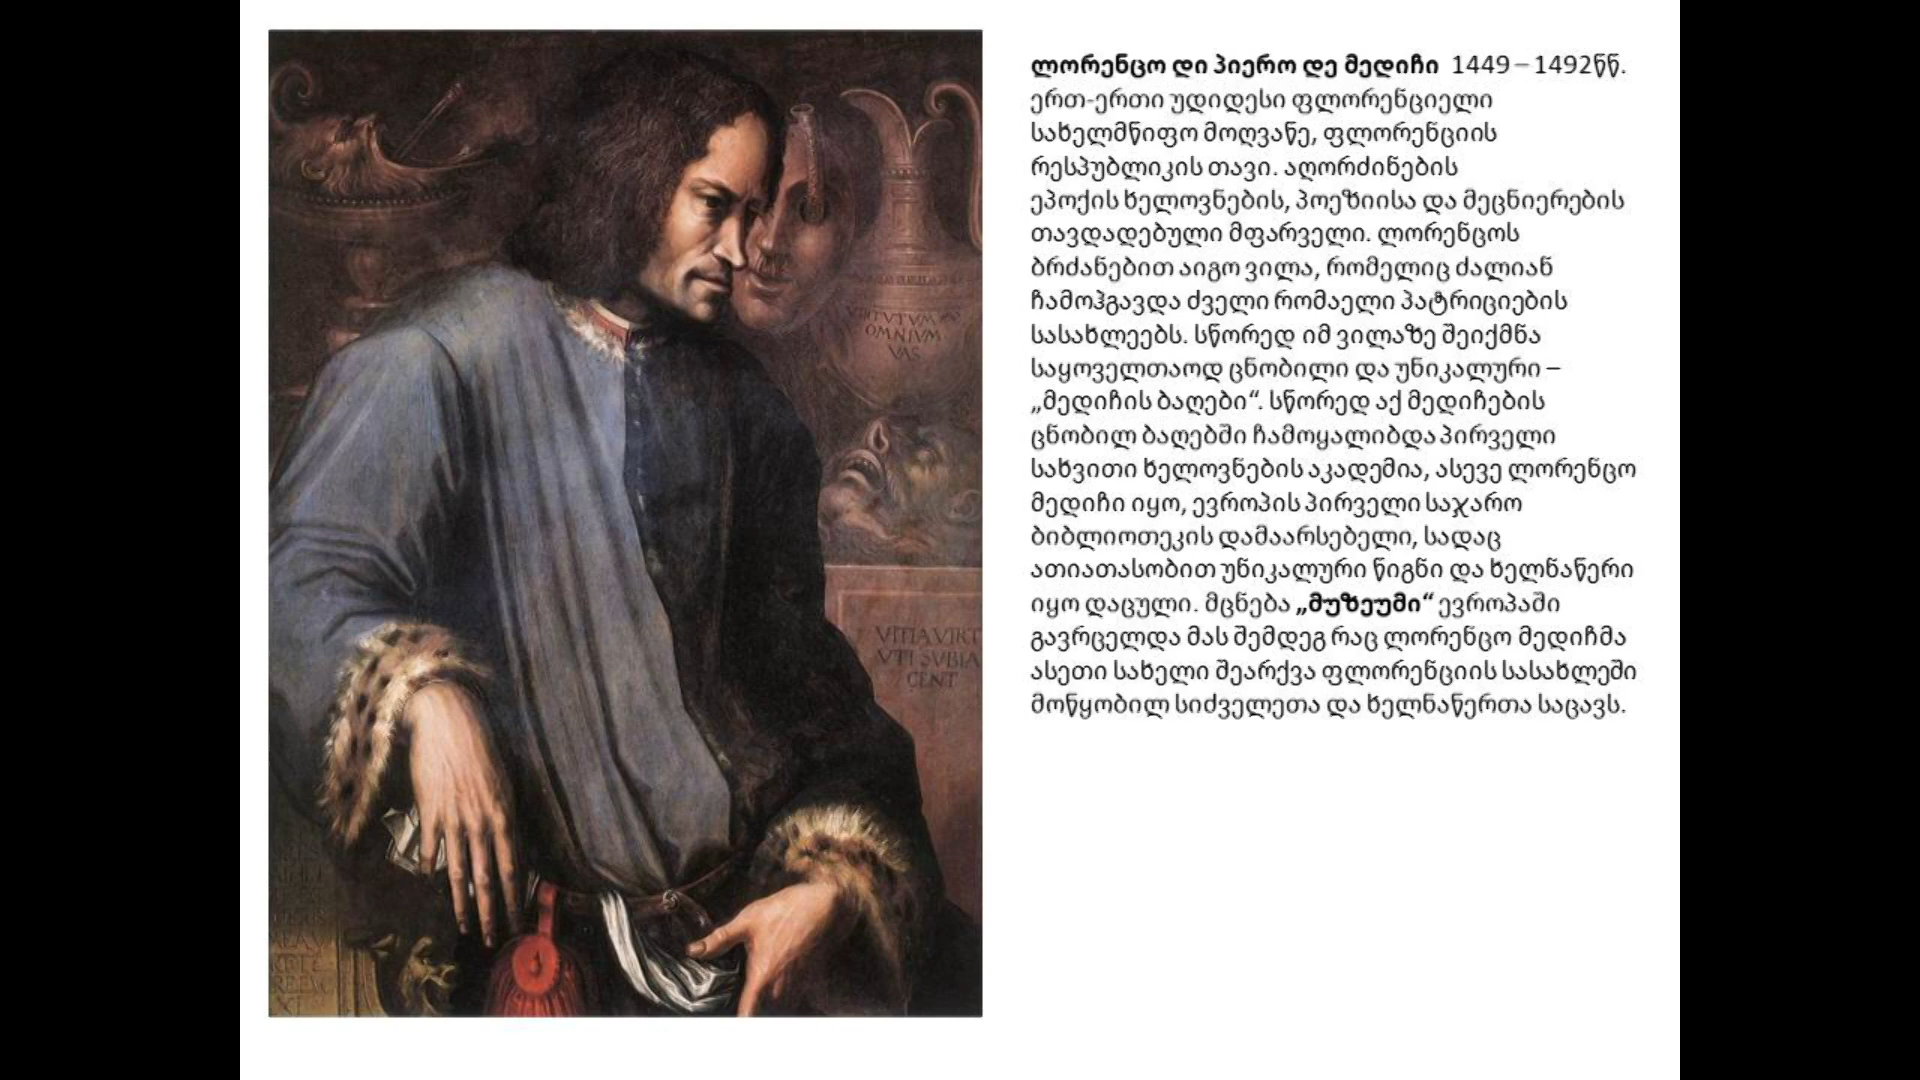 ლორენცო დი პიერო დე მედიჩი 1449 – 1492წწ.
ერთ-ერთი უდიდესი ფლორენციელი
სახელმწიფო მოღვაწე, ფლორენციის
რესპუბლიკის თავი. აღორძინების
ეპოქის ხელოვნების, პოეზიისა და მეცნიერების
თავდადებული მფარველი. ლორენცოს
ბრძანებით აიგო ვილა, რომელიც ძალიან
ჩამოჰგავდა ძველი რომაელი პატრიციების
სასახლეებს. სწორედ იმ ვილაზე შეიქმნა
საყოველთაოდ ცნობილი და უნიკალური –
„მედიჩის ბაღები“. სწორედ აქ მედიჩების
ცნობილ ბაღებში ჩამოყალიბდა პირველი
სახვითი ხელოვნების აკადემია, ასევე ლორენცო
მედიჩი იყო, ევროპის პირველი საჯარო
ბიბლიოთეკის დამაარსებელი, სადაც
ათიათასობით უნიკალური წიგნი და ხელნაწერი
იყო დაცული. მცნება „მუზეუმი“ ევროპაში
გავრცელდა მას შემდეგ რაც ლორენცო მედიჩმა
ასეთი სახელი შეარქვა ფლორენციის სასახლეში
მოწყობილ სიძველეთა და ხელნაწერთა საცავს.
OMNIVM
VAS
VITIA VIRT
VTI SVBIA
CENT